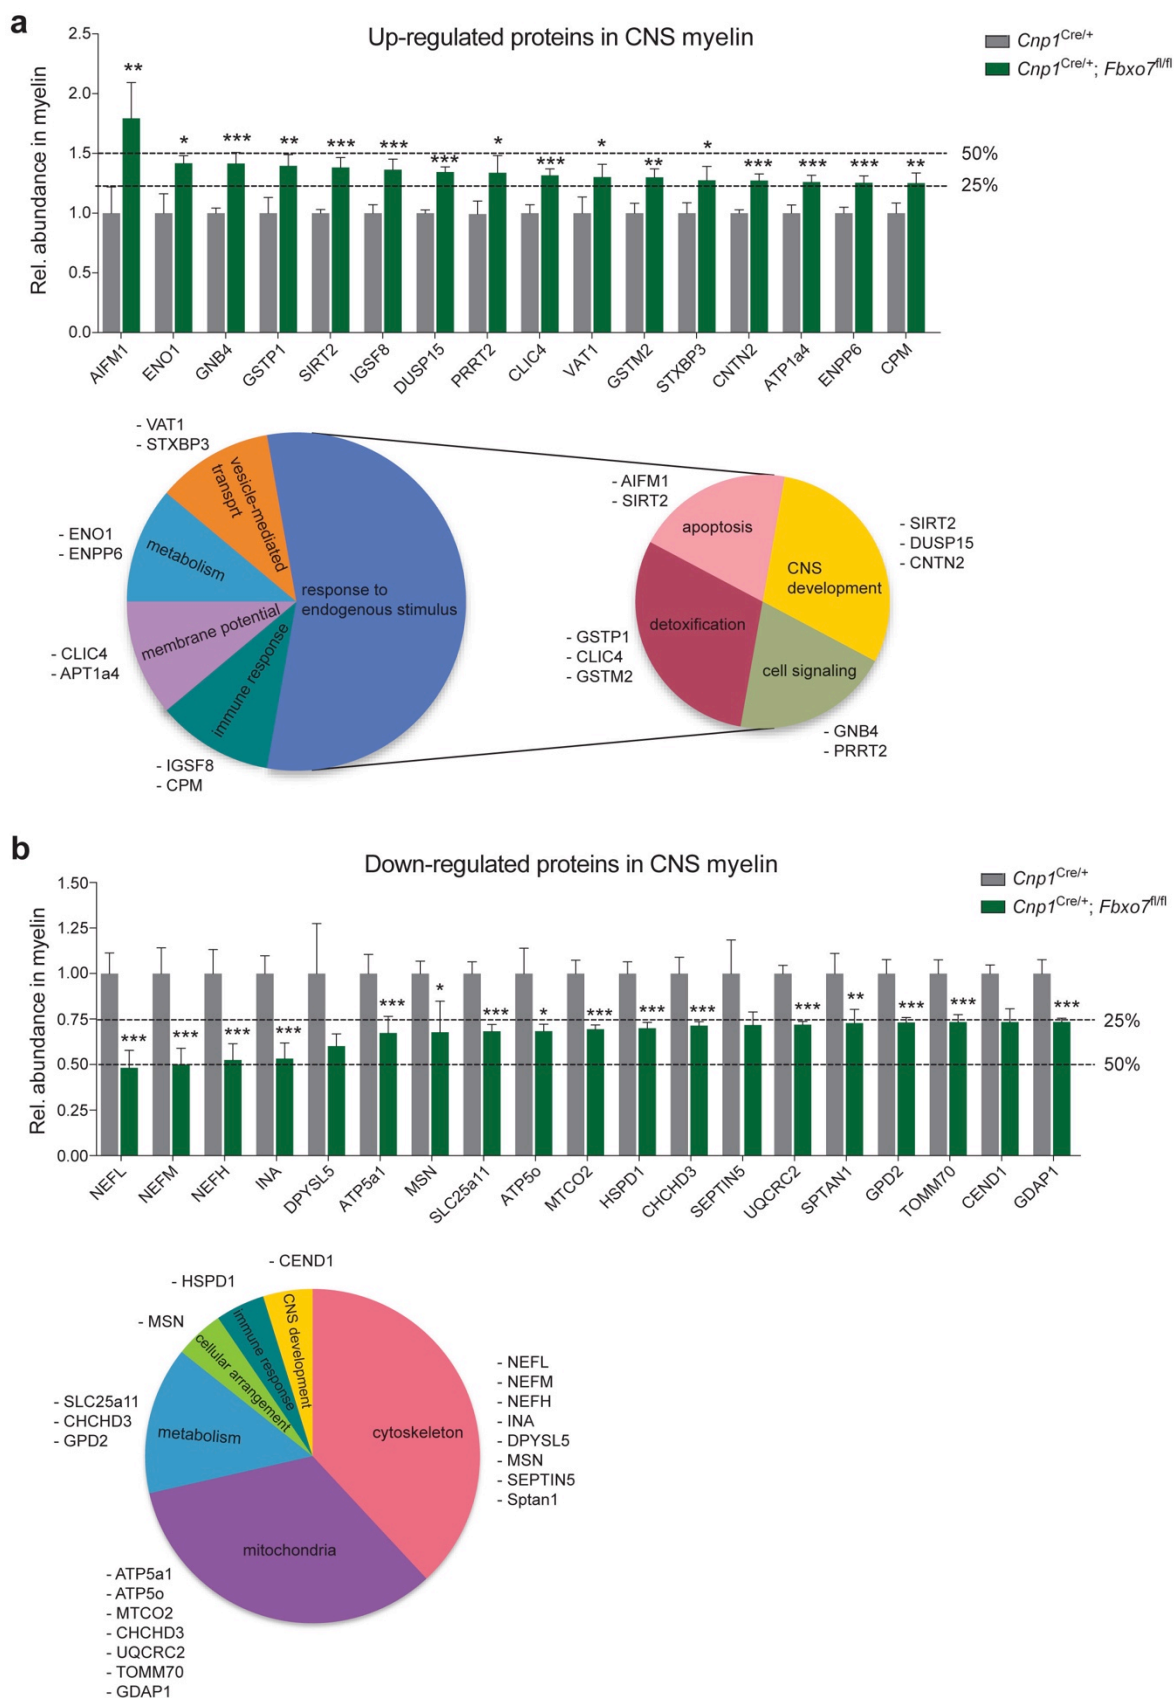 a
Up-regulated proteins in CNS myelin
Cnp1Cre/+
Cnp1Cre/+; Fbxo7fl/fl
Rel. abundance in myelin
2.5
2.0
1.5
1.0
0.5
0.0
** * *** ** *** *** *** * *** * ** * *** *** *** **
50%
25%
AIFM1 ENO1 GNB4 GSTP1 SIRT2 IGSF8 DUSP15 PRRT2 CLIC4 VAT1 GSTM2 STXBP3 CNTN2 ATP1a4 ENPP6 CPM
- VAT1
- STXBP3
vesicle-mediated
transprt
- ENO1
- ENPP6
metabolism
membrane potential
- CLIC4
- APT1a4
immune response
- IGSF8
- CPM
response to
endogenous stimulus
- AIFM1
- SIRT2
apoptosis
CNS
development
- SIRT2
- DUSP15
- CNTN2
detoxification
- GSTP1
- CLIC4
- GSTM2
cell signaling
- GNB4
- PRRT2
b
Down-regulated proteins in CNS myelin
Cnp1Cre/+
Cnp1Cre/+; Fbxo7fl/fl
Rel. abundance in myelin
1.50
1.25
1.00
0.75
0.50
0.25
0.00
*** *** *** *** *** * *** * *** *** *** *** ** *** *** ***
25%
50%
NEFL NEFM NEFH INA DPYSL5 ATP5a1 MSN SLC25a11 ATP5o MTCO2 HSPD1 CHCHD3 SEPTIN5 UQCRC2 SPTAN1 GPD2 TOMM70 CEND1 GDAP1
- CEND1
- HSPD1
- MSN
CNS development
immune response
cellular arrangement
- SLC25a11
- CHCHD3
- GPD2
metabolism
cytoskeleton
- NEFL
- NEFM
- NEFH
- INA
- DPYSL5
- MSN
- SEPTIN5
- Sptan1
mitochondria
- ATP5a1
- ATP5o
- MTCO2
- CHCHD3
- UQCRC2
- TOMM70
- GDAP1